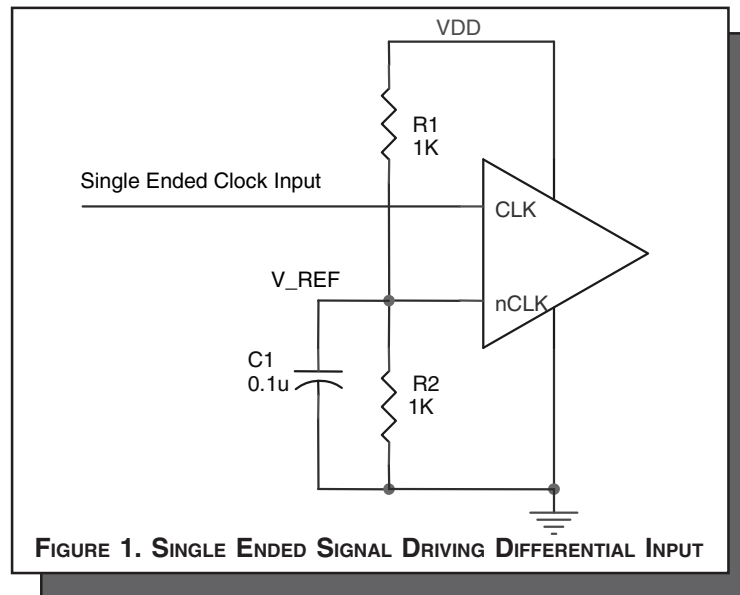 VDD
R1
1K
Single Ended Clock Input
CLK
V_REF
nCLK
C1
0.1u
R2
1K
FIGURE 1. SINGLE ENDED SIGNAL DRIVING DIFFERENTIAL INPUT